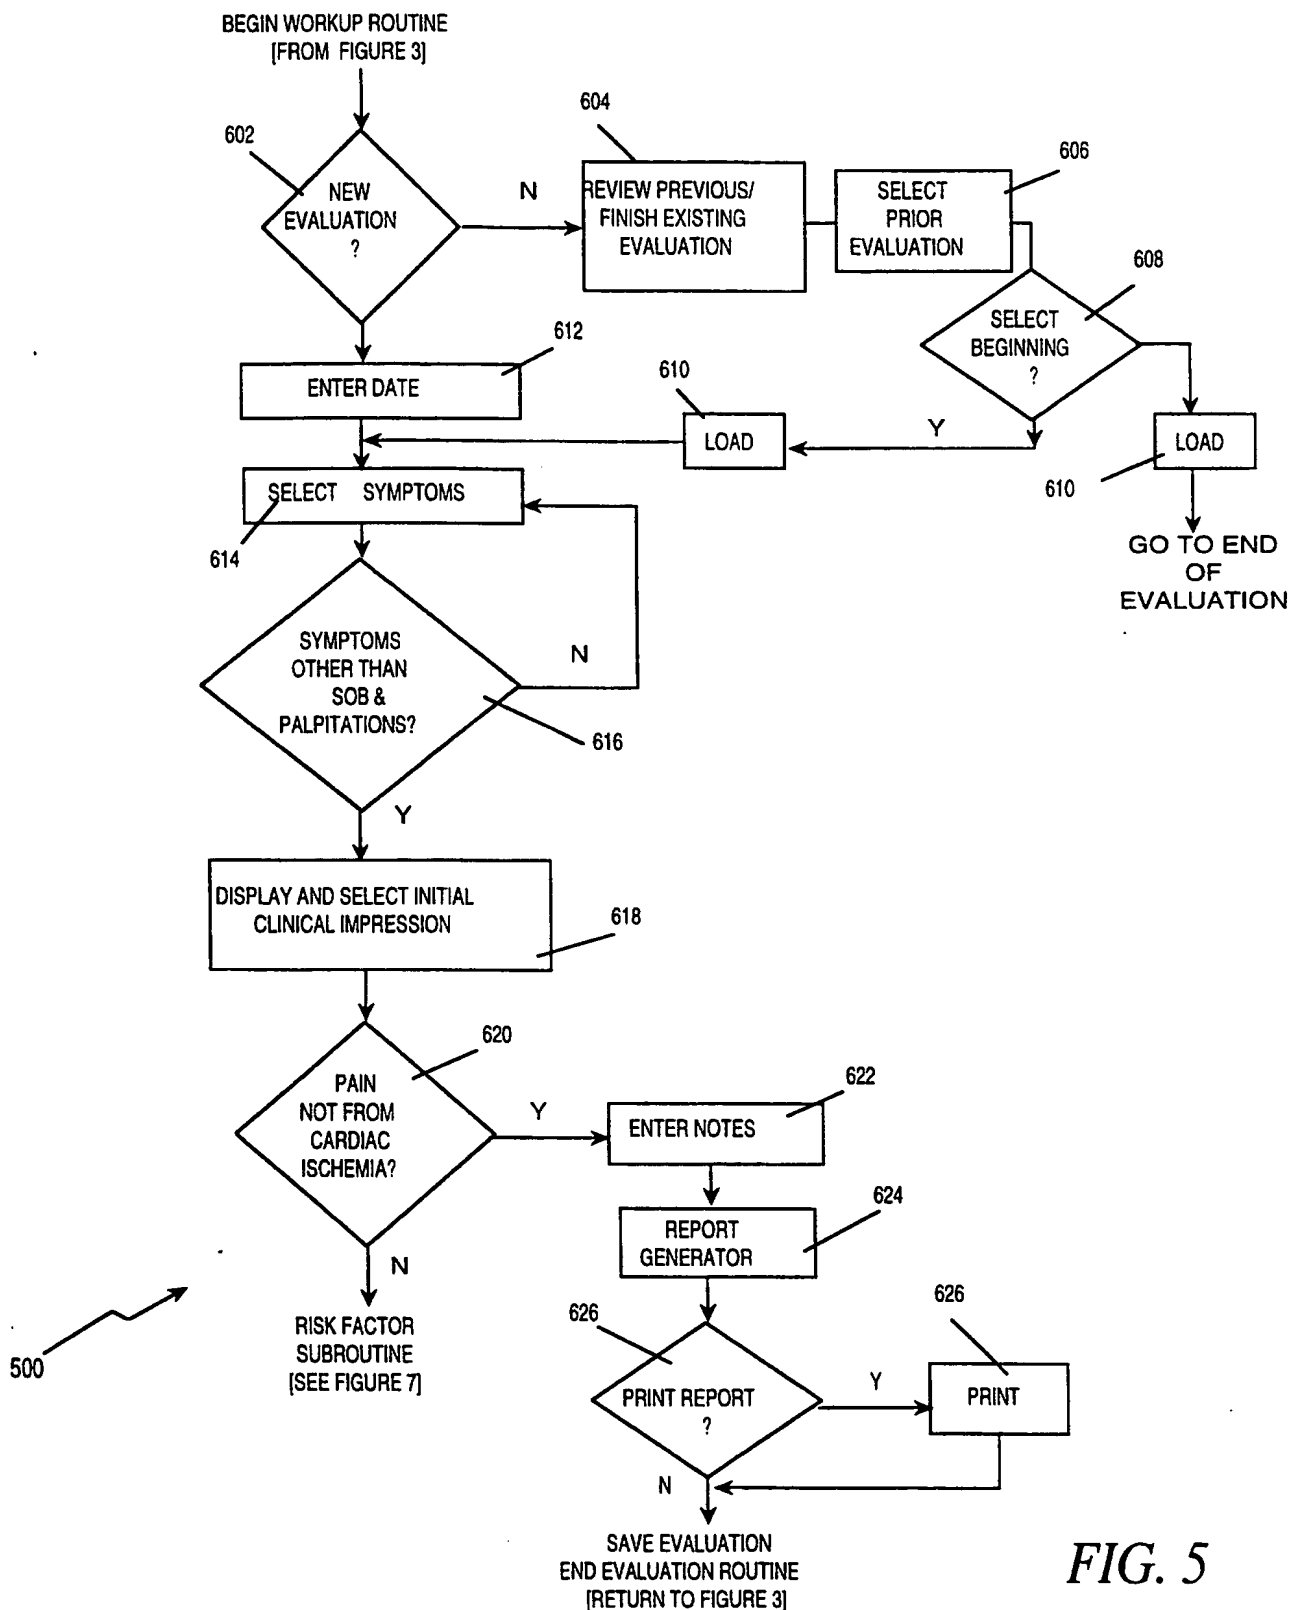 BEGIN WORKUP ROUTINE
[FROM FIGURE 3]
602
NEW
EVALUATION
?
N
604
REVIEW PREVIOUS/
FINISH EXISTING
EVALUATION
606
SELECT
PRIOR
EVALUATION
608
SELECT
BEGINNING
?
612
ENTER DATE
610
LOAD
Y
LOAD
610
GO TO END
OF
EVALUATION
SELECT SYMPTOMS
614
SYMPTOMS
OTHER THAN
SOB &
PALPITATIONS?
N
616
Y
DISPLAY AND SELECT INITIAL
CLINICAL IMPRESSION
618
620
PAIN
NOT FROM
CARDIAC
ISCHEMIA?
Y
622
ENTER NOTES
624
REPORT
GENERATOR
N
RISK FACTOR
SUBROUTINE
[SEE FIGURE 7]
500
626
PRINT REPORT
?
Y
626
PRINT
N
SAVE EVALUATION
END EVALUATION ROUTINE
[RETURN TO FIGURE 3]
FIG. 5